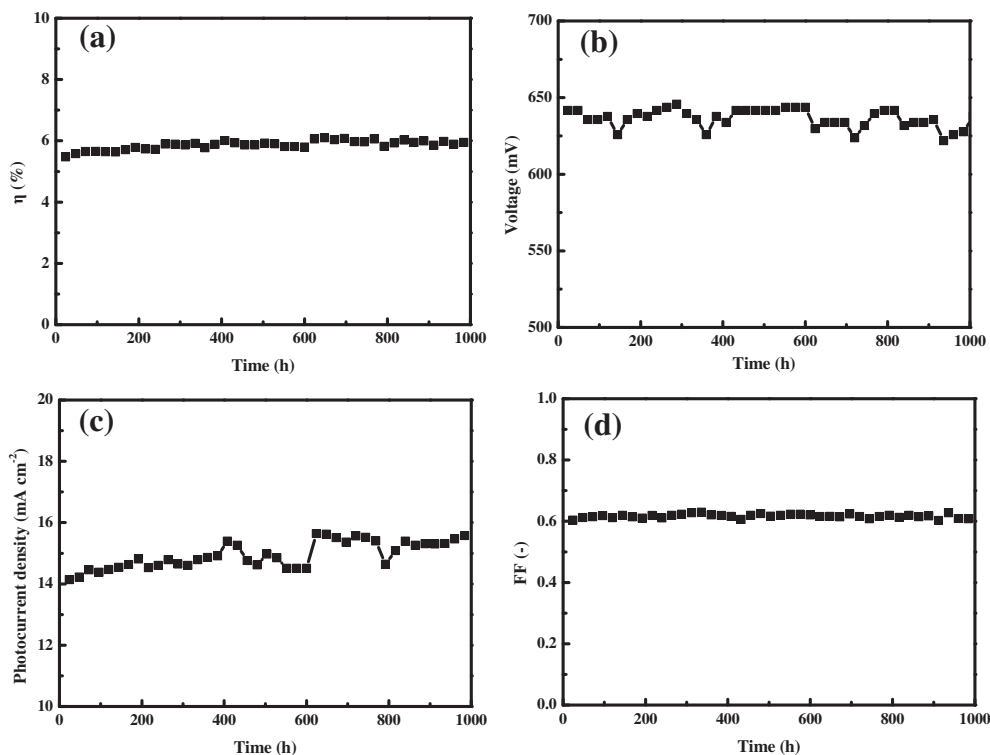 (a)
η (%)
10
8
6
4
2
0
0 200 400 600 800 1000
Time (h)
(b)
Voltage (mV)
700
650
600
550
500
0 200 400 600 800 1000
Time (h)
(c)
Photocurrent density (mA cm⁻²)
20
18
16
14
12
10
0 200 400 600 800 1000
Time (h)
(d)
FF (-)
1.0
0.8
0.6
0.4
0.2
0.0
0 200 400 600 800 1000
Time (h)